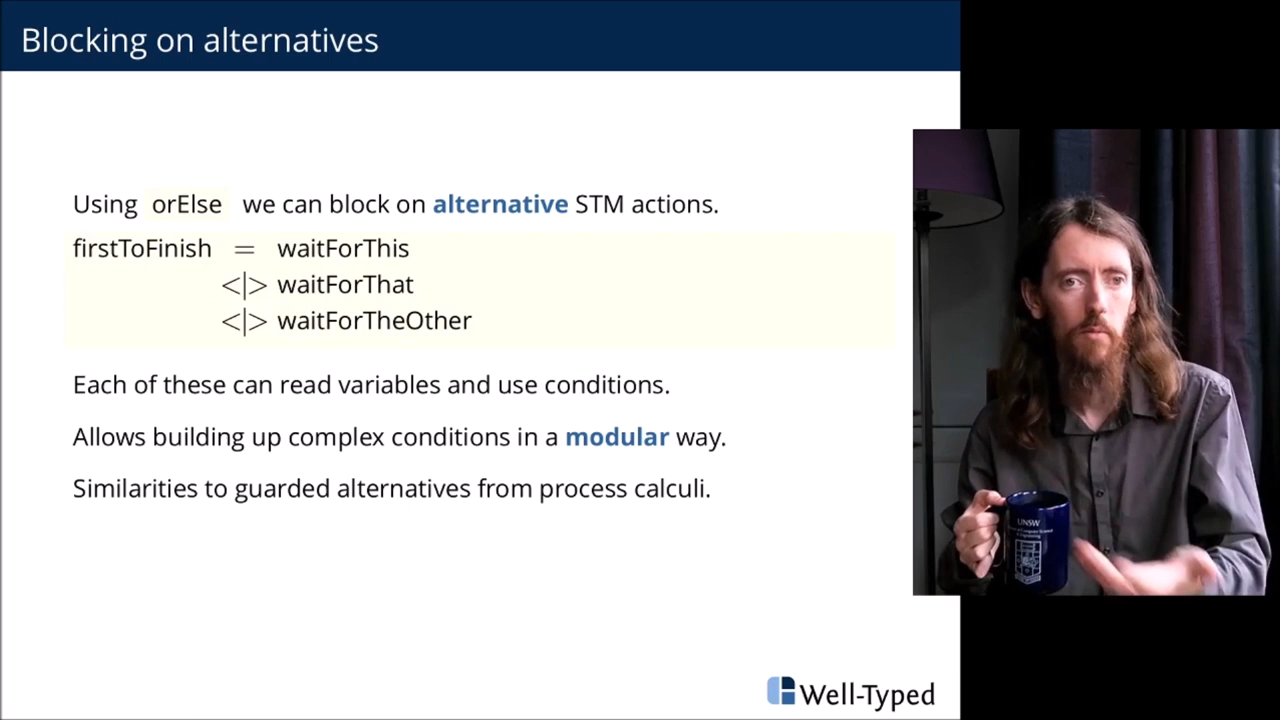 Blocking on alternatives
Using orElse we can block on alternative STM actions.
firstToFinish = waitForThis
<|> waitForThat
<|> waitForTheOther
Each of these can read variables and use conditions.
Allows building up complex conditions in a modular way.
Similarities to guarded alternatives from process calculi.
UNSW
Well-Typed